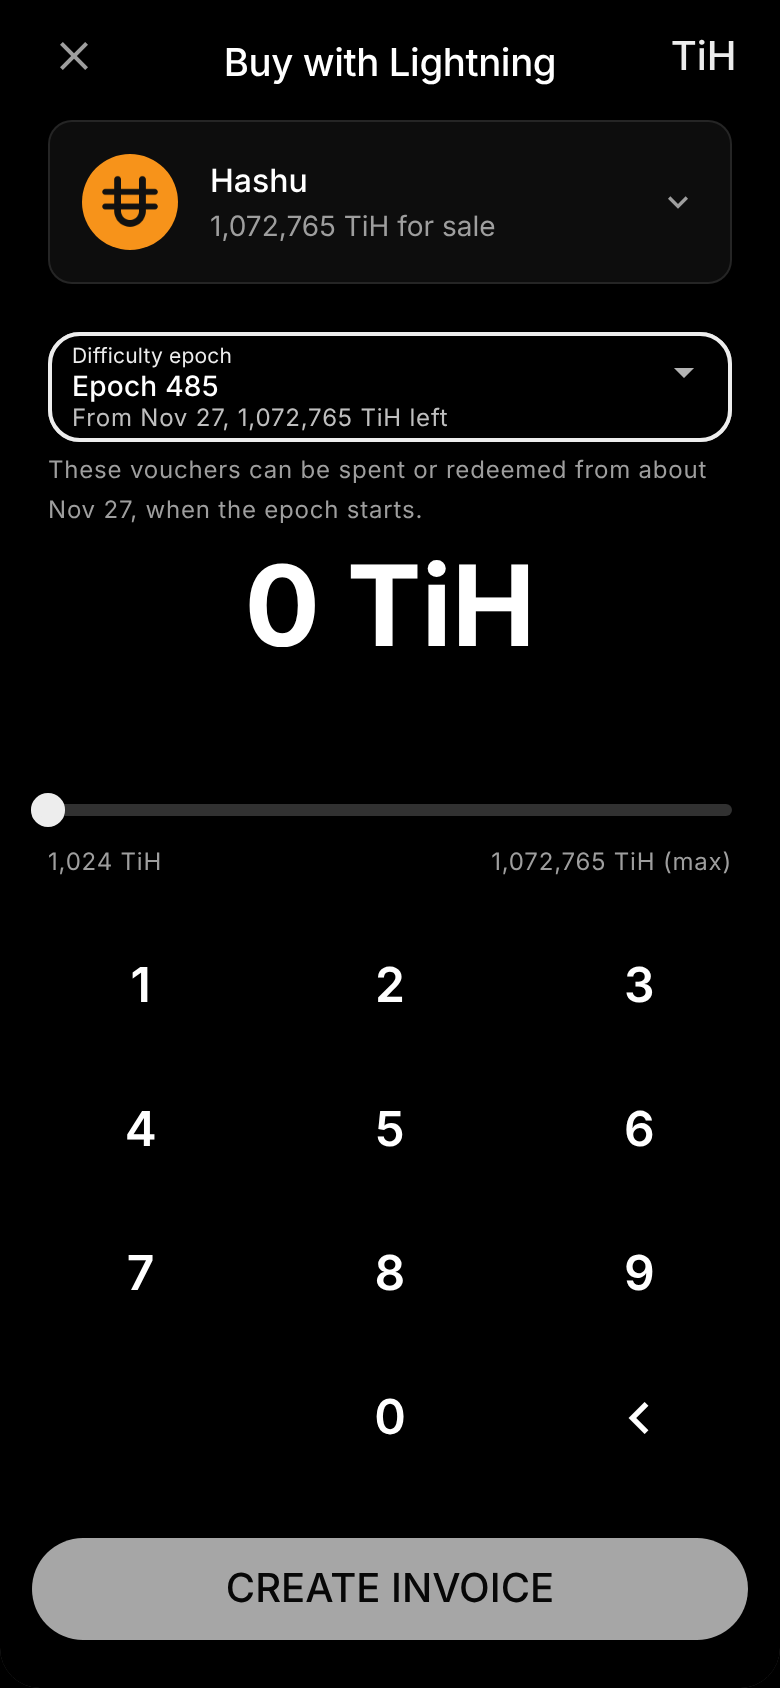 Buy with Lightning
TiH
Hashu
1,072,765 TiH for sale
Difficulty epoch
Epoch 485
From Nov 27, 1,072,765 TiH left
These vouchers can be spent or redeemed from about
Nov 27, when the epoch starts.
0 TiH
1,024 TiH
1,072,765 TiH (max)
1 2 3
4 5 6
7 8 9
0
CREATE INVOICE